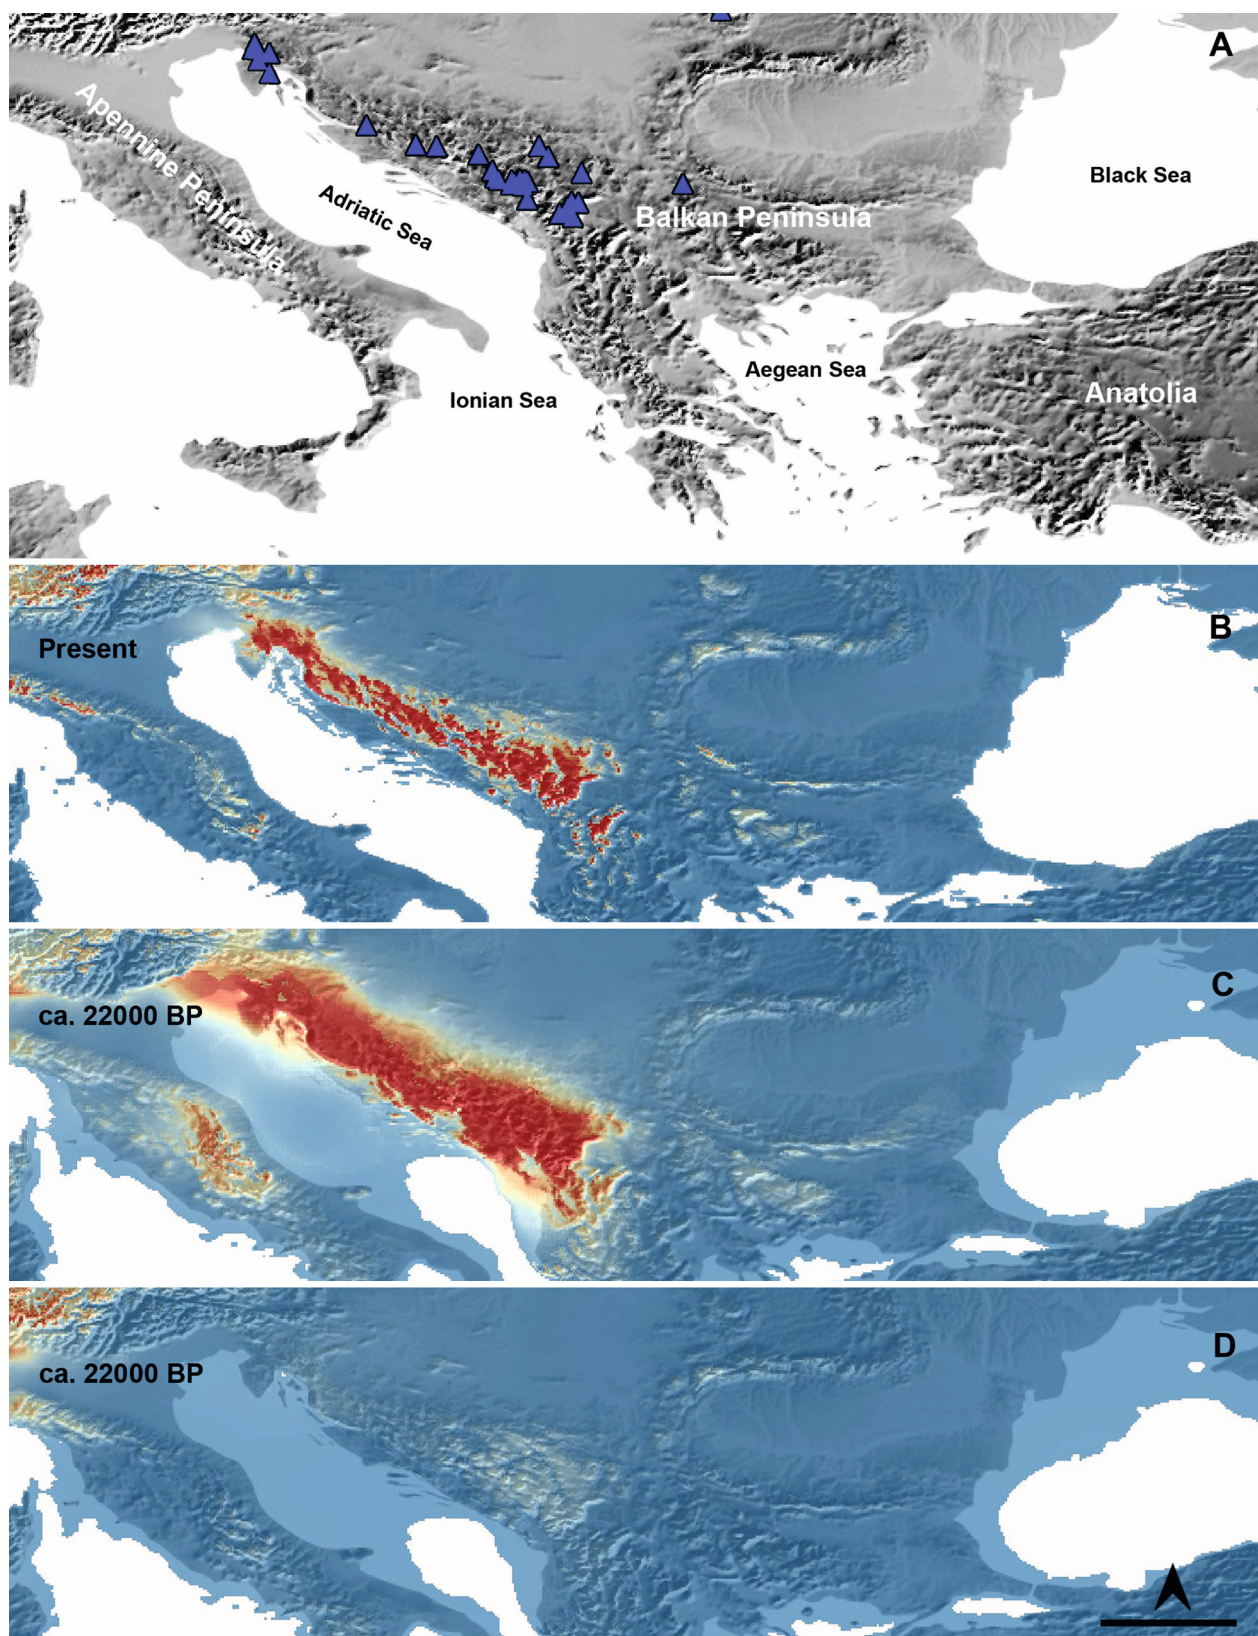 A
Apennine Peninsula
Adriatic Sea
Balkan Peninsula
Black Sea
Ionian Sea
Aegean Sea
Anatolia
B
Present
C
ca. 22000 BP
D
ca. 22000 BP